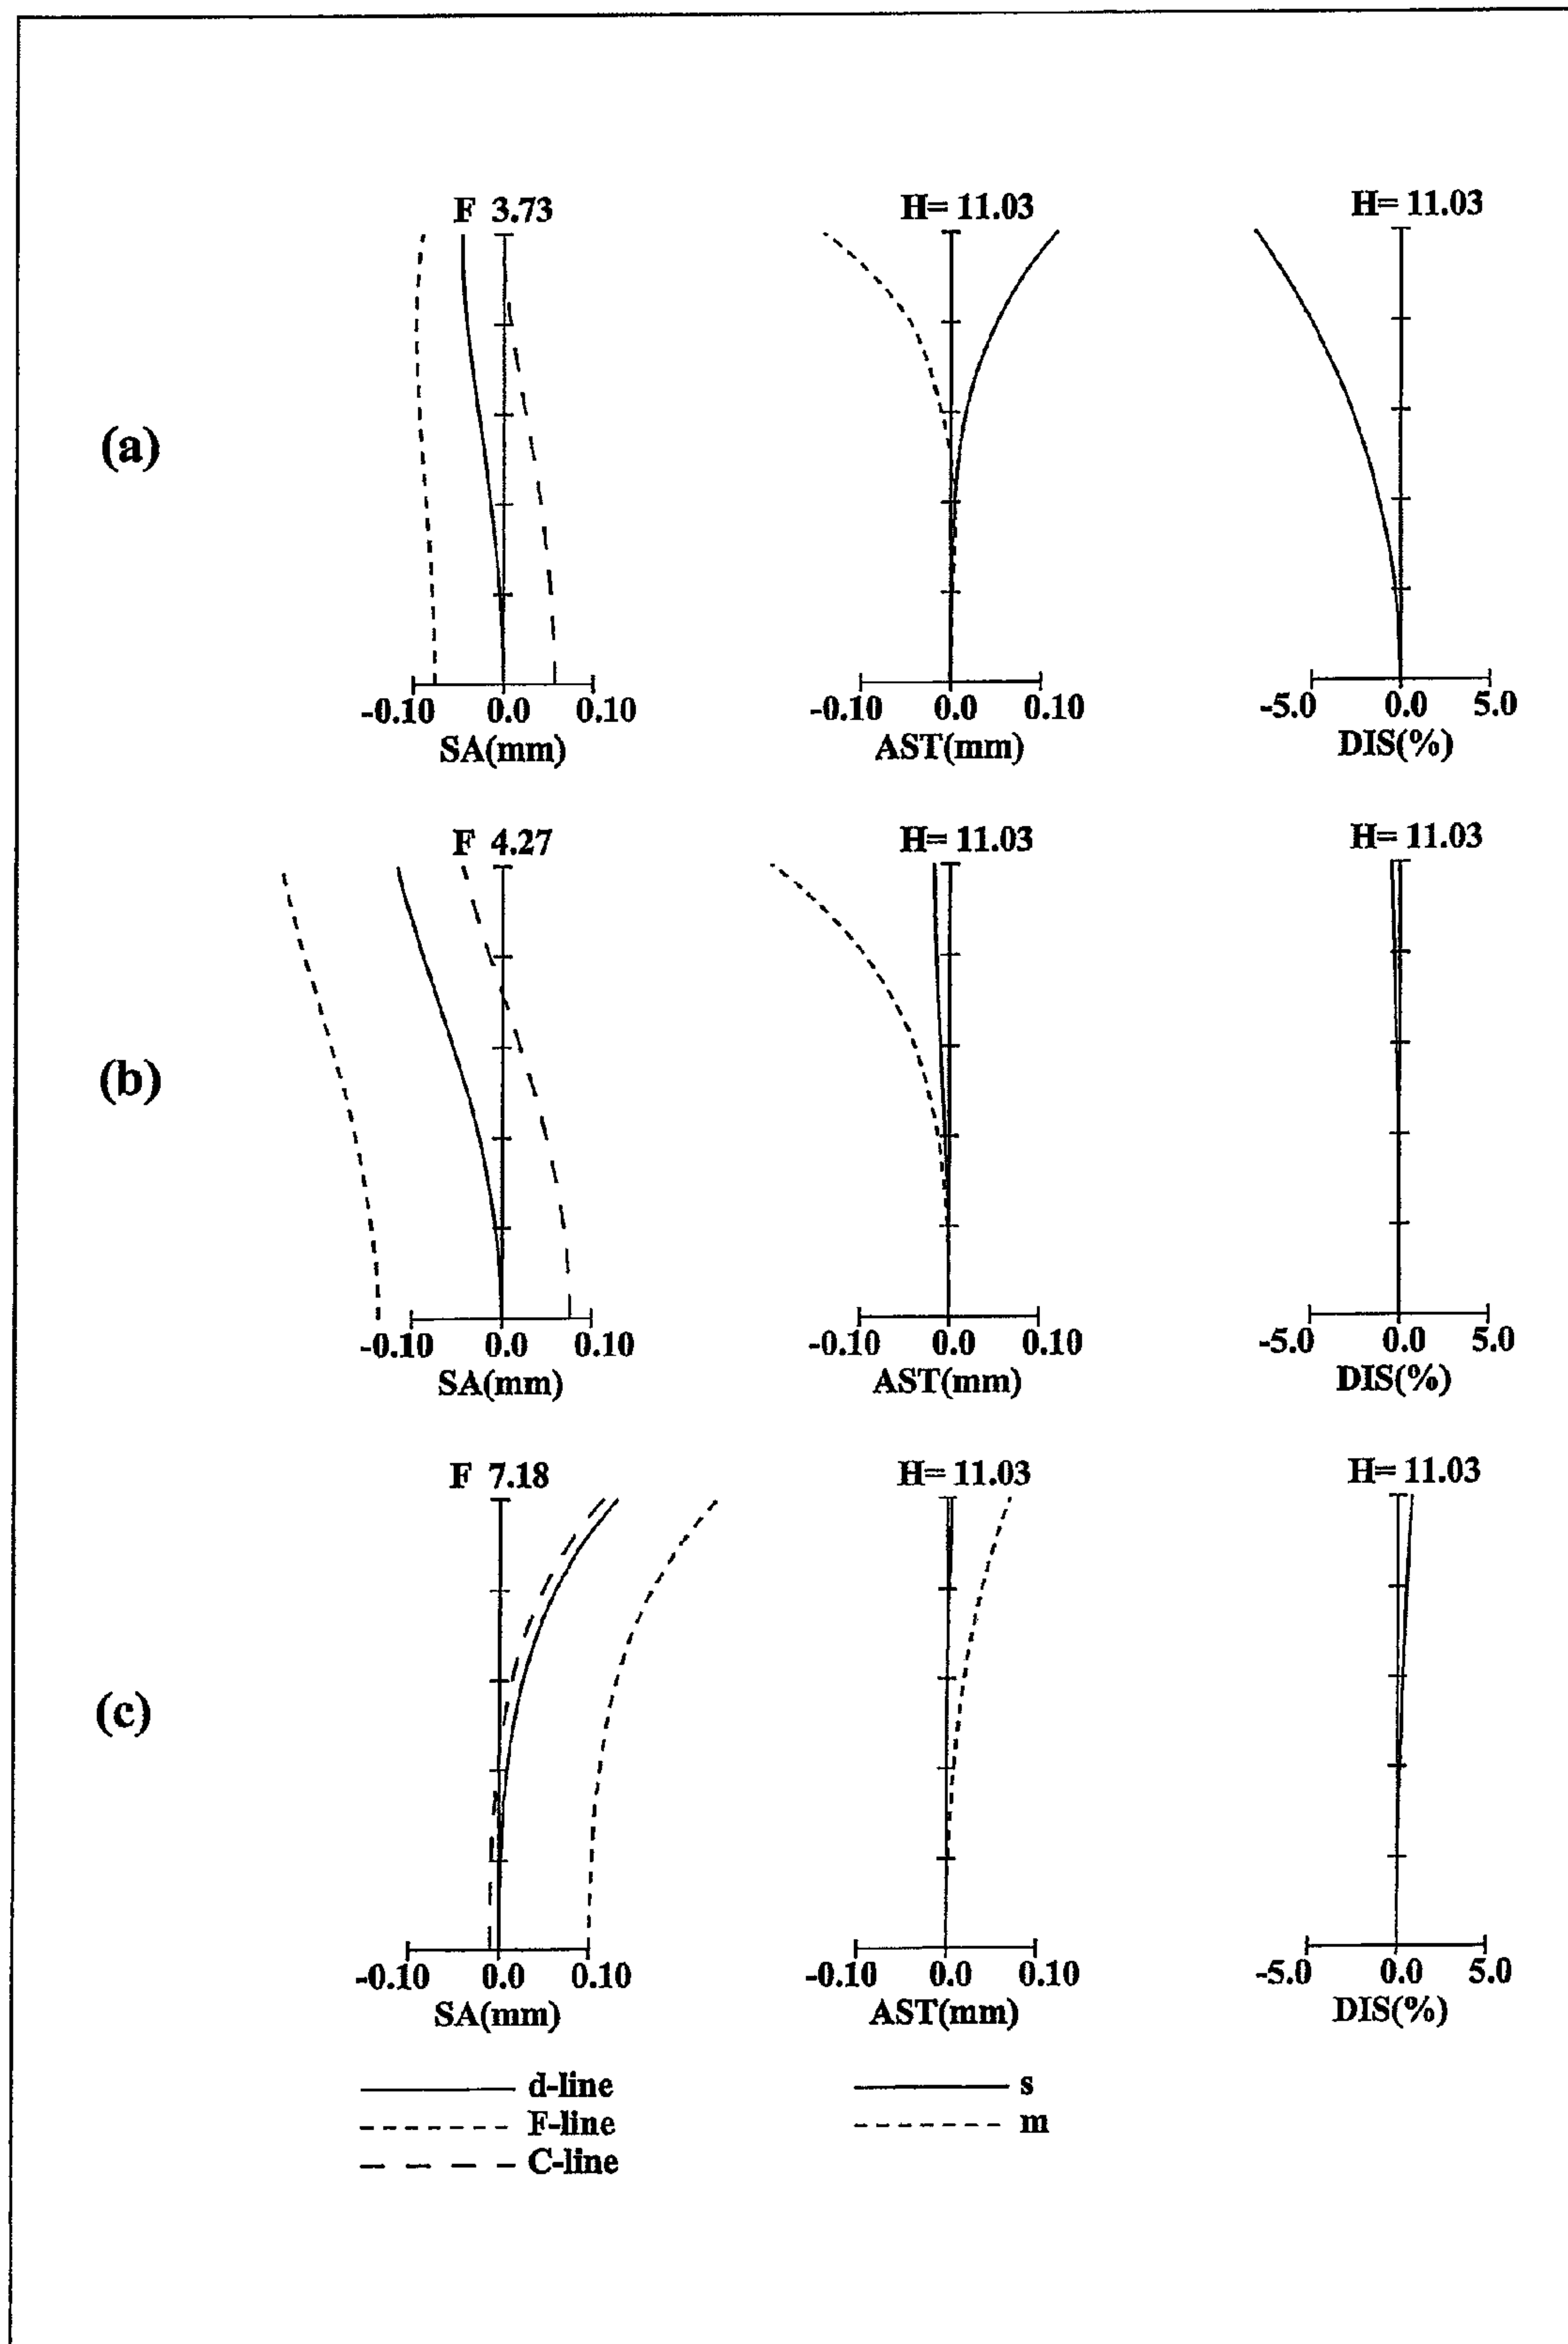 F 3.73 H= 11.03 H= 11.03
(a)
-0.10 0.0 0.10 -0.10 0.0 0.10 -5.0 0.0 5.0
SA(mm) AST(mm) DIS(%)
F 4.27 H= 11.03 H= 11.03
(b)
-0.10 0.0 0.10 -0.10 0.0 0.10 -5.0 0.0 5.0
SA(mm) AST(mm) DIS(%)
F 7.18 H= 11.03 H= 11.03
(c)
-0.10 0.0 0.10 -0.10 0.0 0.10 -5.0 0.0 5.0
SA(mm) AST(mm) DIS(%)
d-line s
F-line m
C-line